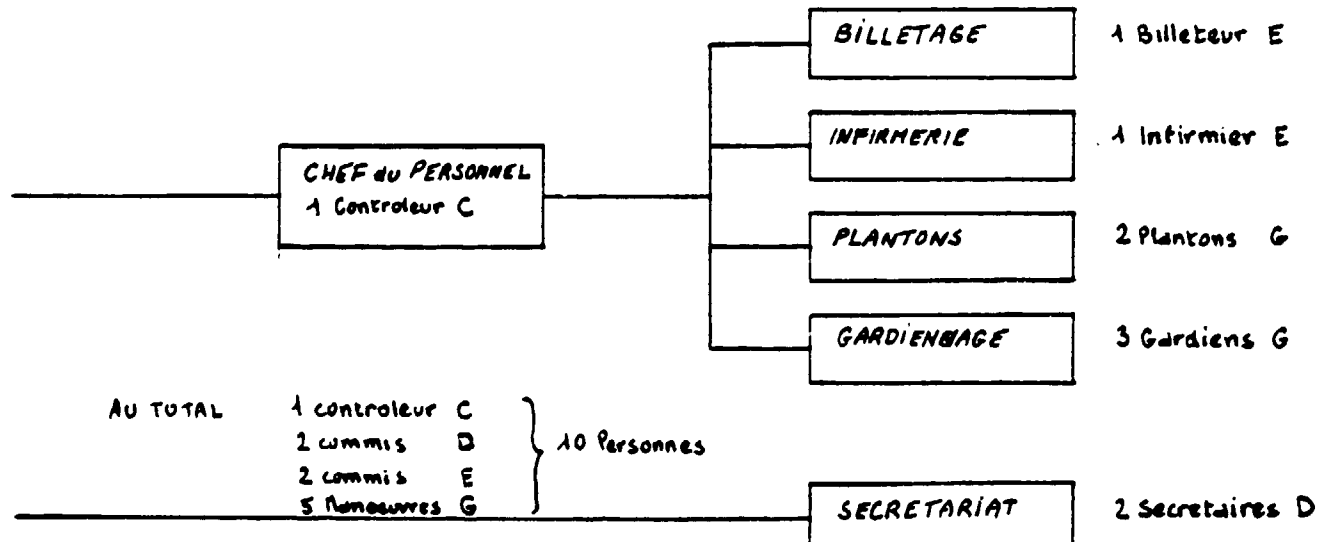 BILLETAGE 1 Billeteur E
INFIRMERIE 1 Infirmier E
CHEF du PERSONNEL
1 Controleur C
PLANTONS 2 Plantons G
GARDIENNAGE 3 Gardiens G
AU TOTAL 1 controleur C
2 commis D
10 Personnes
2 commis E
5 Manoeuvres G
SECRETARIAT 2 Secretaires D